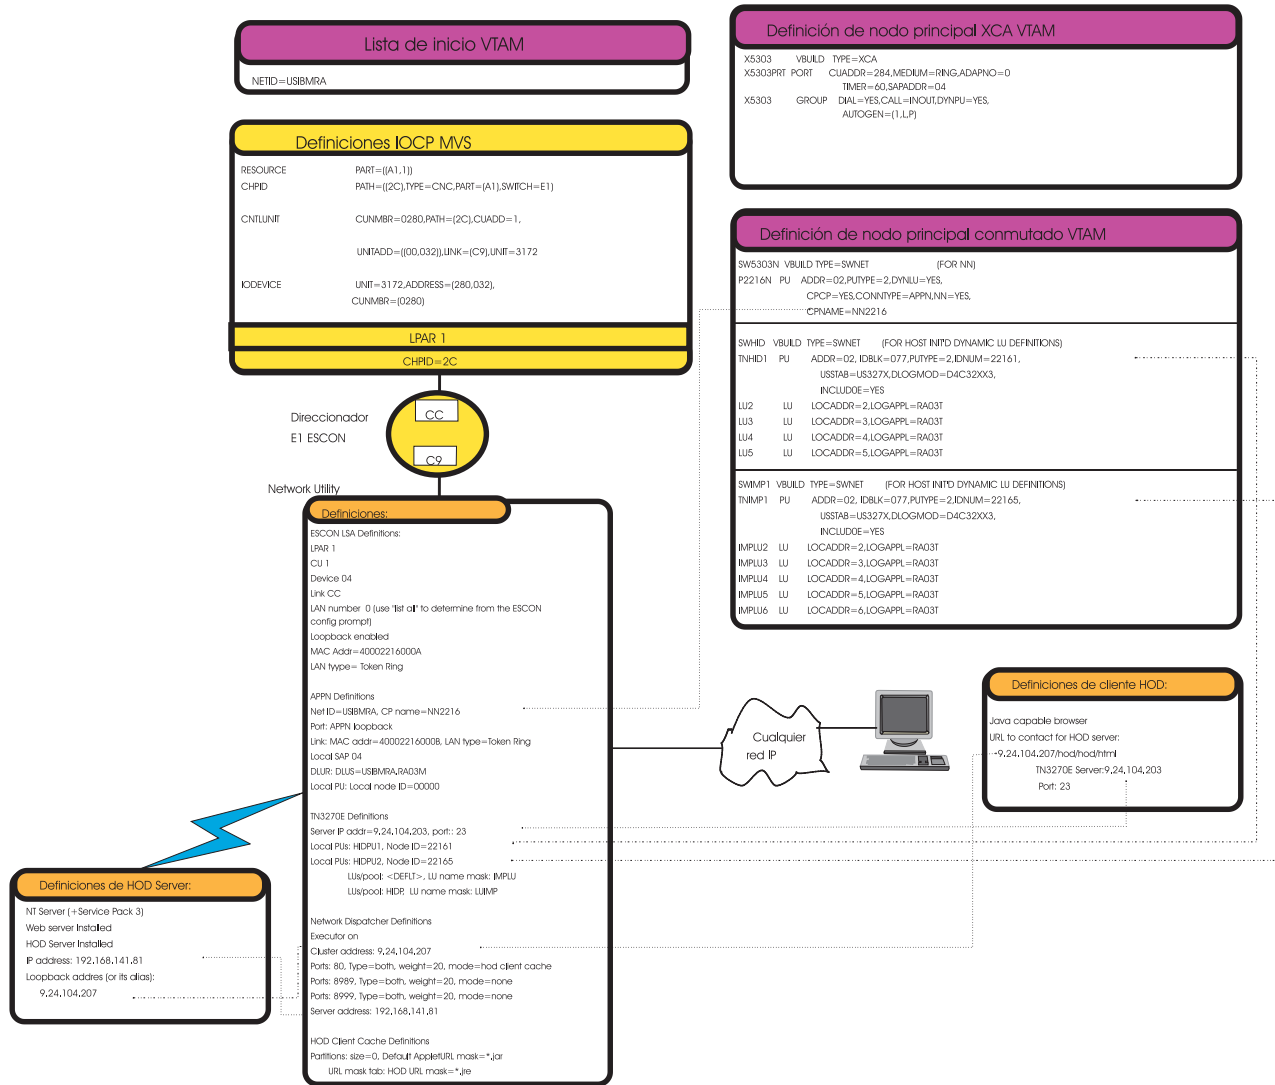 Lista de inicio VTAM
NETID=USIBMRA
Definición de nodo principal XCA VTAM
X5303 VBUILD TYPE=XCA
X5303PRT PORT CUADDR=284,MEDIUM=RING,ADAPNO=0
TIMER=60,SAPADDR=04
X5303 GROUP DIAL=YES,CALL=INOUT,DYNPU=YES,
AUTOGEN=(1,L,P)
Definiciones IOCP MVS
RESOURCE PART=((A1,1))
CHPID PATH=((2C),TYPE=CNC,PART=(A1),SWITCH=E1)
CNTLUNIT CUNMBR=0280,PATH=(2C),CUADD=1,
UNITADD=((00,032)),LINK=(C9),UNIT=3172
IODEVICE UNIT=3172,ADDRESS=(280,032),
CUNMBR=(0280)
LPAR 1
CHPID=2C
Direccionador
E1 ESCON
CC
C9
Definición de nodo principal conmutado VTAM
SW5303N VBUILD TYPE=SWNET (FOR NN)
P2216N PU ADDR=02,PUTYPE=2,DYNLU=YES,
CPCP=YES,CONNTYPE=APPN,NN=YES,
CPNAME=NN2216
SWHID VBUILD TYPE=SWNET (FOR HOST INIT'D DYNAMIC LU DEFINITIONS)
TNHID1 PU ADDR=02, IDBLK=077,PUTYPE=2,IDNUM=22161,
USSTAB=US327X,DLOGMOD=D4C32XX3,
INCLUD0E=YES
LU2 LU LOCADDR=2,LOGAPPL=RA03T
LU3 LU LOCADDR=3,LOGAPPL=RA03T
LU4 LU LOCADDR=4,LOGAPPL=RA03T
LU5 LU LOCADDR=5,LOGAPPL=RA03T
SWIMP1 VBUILD TYPE=SWNET (FOR HOST INIT'D DYNAMIC LU DEFINITIONS)
TNIMP1 PU ADDR=02, IDBLK=077,PUTYPE=2,IDNUM=22165,
USSTAB=US327X,DLOGMOD=D4C32XX3,
INCLUD0E=YES
IMPLU2 LU LOCADDR=2,LOGAPPL=RA03T
IMPLU3 LU LOCADDR=3,LOGAPPL=RA03T
IMPLU4 LU LOCADDR=4,LOGAPPL=RA03T
IMPLU5 LU LOCADDR=5,LOGAPPL=RA03T
IMPLU6 LU LOCADDR=6,LOGAPPL=RA03T
Network Utility
Definiciones:
ESCON LSA Definitions:
LPAR 1
CU 1
Device 04
Link CC
LAN number 0 (use "list all" to determine from the ESCON
config prompt)
Loopback enabled
MAC Addr=40002216000A
LAN tyype= Token Ring
APPN Definitions
Net ID=USIBMRA, CP name=NN2216
Port: APPN loopback
Link: MAC addr=40002216000B, LAN type=Token Ring
Local SAP 04
DLUR: DLUS=USIBMRA.RA03M
Local PU: Local node ID=00000
TN3270E Definitions
Server IP addr=9.24.104.203, port:: 23
Local PUs: HIDPU1, Node ID=22161
Local PUs: HIDPU2, Node ID=22165
LUs/pool: <DEFLT>, LU name mask: IMPLU
LUs/pool: HIDP, LU name mask: LUIMP
Network Dispatcher Definitions
Executor on
Cluster address: 9.24.104.207
Ports: 80, Type=both, weight=20, mode=hod client cache
Ports: 8989, Type=both, weight=20, mode=none
Ports: 8999, Type=both, weight=20, mode=none
Server address: 192.168.141.81
HOD Client Cache Definitions
Partitions: size=0, Default AppletURL mask=*.jar
URL mask tab: HOD URL mask=*.jre
Cualquier
red IP
Definiciones de cliente HOD:
Java capable browser
URL to contact for HOD server:
9.24.104.207/hod/hod/html
TN3270E Server:9.24.104.203
Port: 23
Definiciones de HOD Server:
NT Server (+Service Pack 3)
Web server Installed
HOD Server Installed
IP address: 192.168.141.81
Loopback addres (or its alias):
9.24.104.207